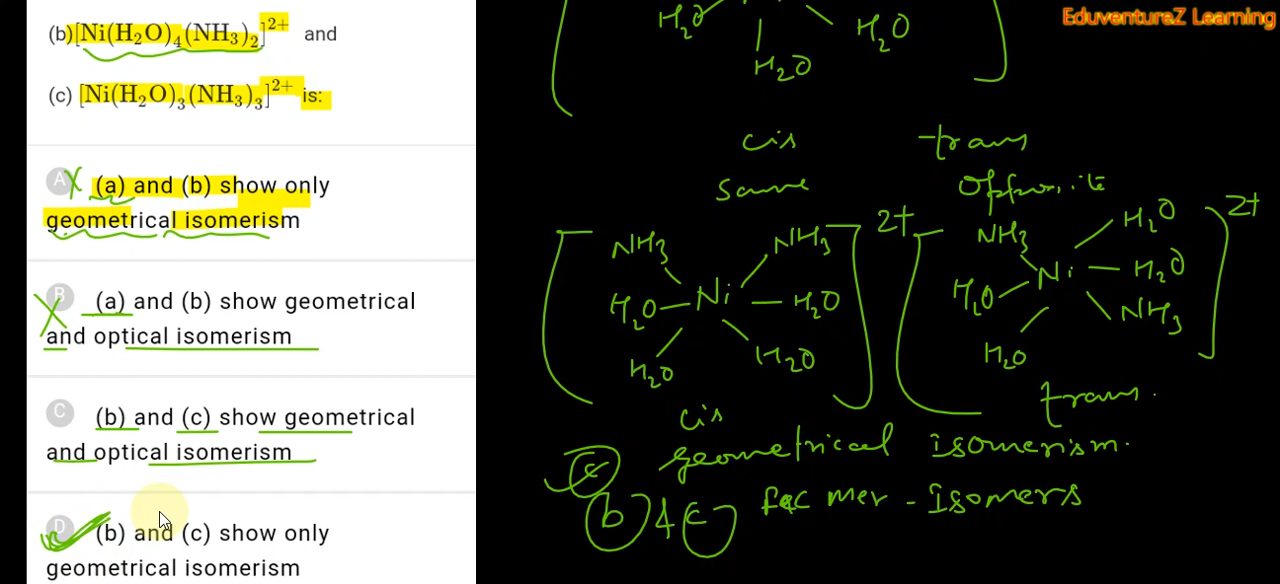 (b)[Ni(H₂O)₄(NH₃)₂]²⁺ and
(c) [Ni(H₂O)₃(NH₃)₃]²⁺ is:
A (a) and (b) show only
geometrical isomerism
B (a) and (b) show geometrical
and optical isomerism
C (b) and (c) show geometrical
and optical isomerism
D (b) and (c) show only
geometrical isomerism
EduventureZ Learning
H₂O H₂O
H₂O
cis trans
same opposite
NH₃ NH₃ 2+
H₂O Ni H₂O
H₂O H₂O
cis
NH₃ H₂O 2+
H₂O Ni H₂O
H₂O NH₃
trans.
geometrical isomerism.
(b) & (c) fac mer - Isomers